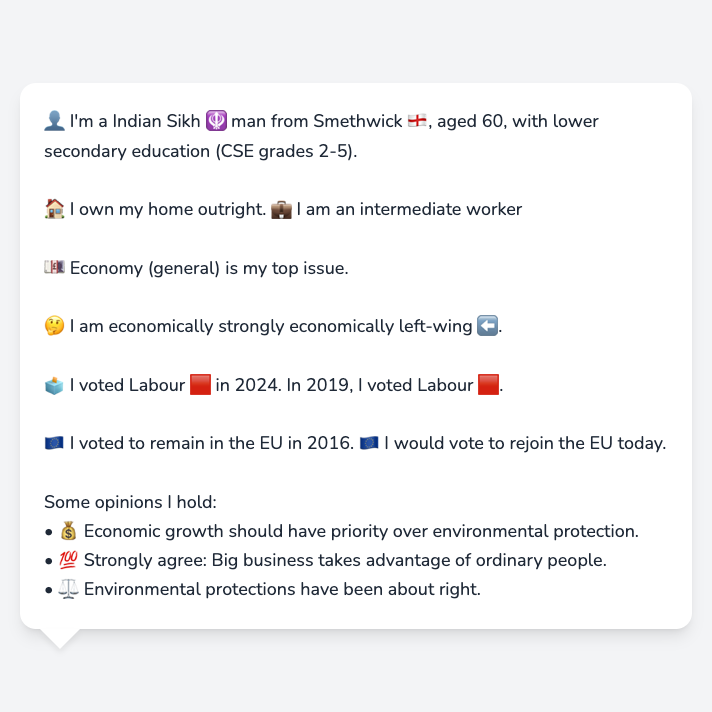 👤 I'm a Indian Sikh 🪯 man from Smethwick 🏴󠁧󠁢󠁥󠁮󠁧󠁿, aged 60, with lower
secondary education (CSE grades 2-5).
🏠 I own my home outright. 💼 I am an intermediate worker
💷 Economy (general) is my top issue.
🤔 I am economically strongly economically left-wing ⬅️.
🗳️ I voted Labour 🟥 in 2024. In 2019, I voted Labour 🟥.
🇪🇺 I voted to remain in the EU in 2016. 🇪🇺 I would vote to rejoin the EU today.
Some opinions I hold:
• 💰 Economic growth should have priority over environmental protection.
• 💯 Strongly agree: Big business takes advantage of ordinary people.
• ⚖️ Environmental protections have been about right.